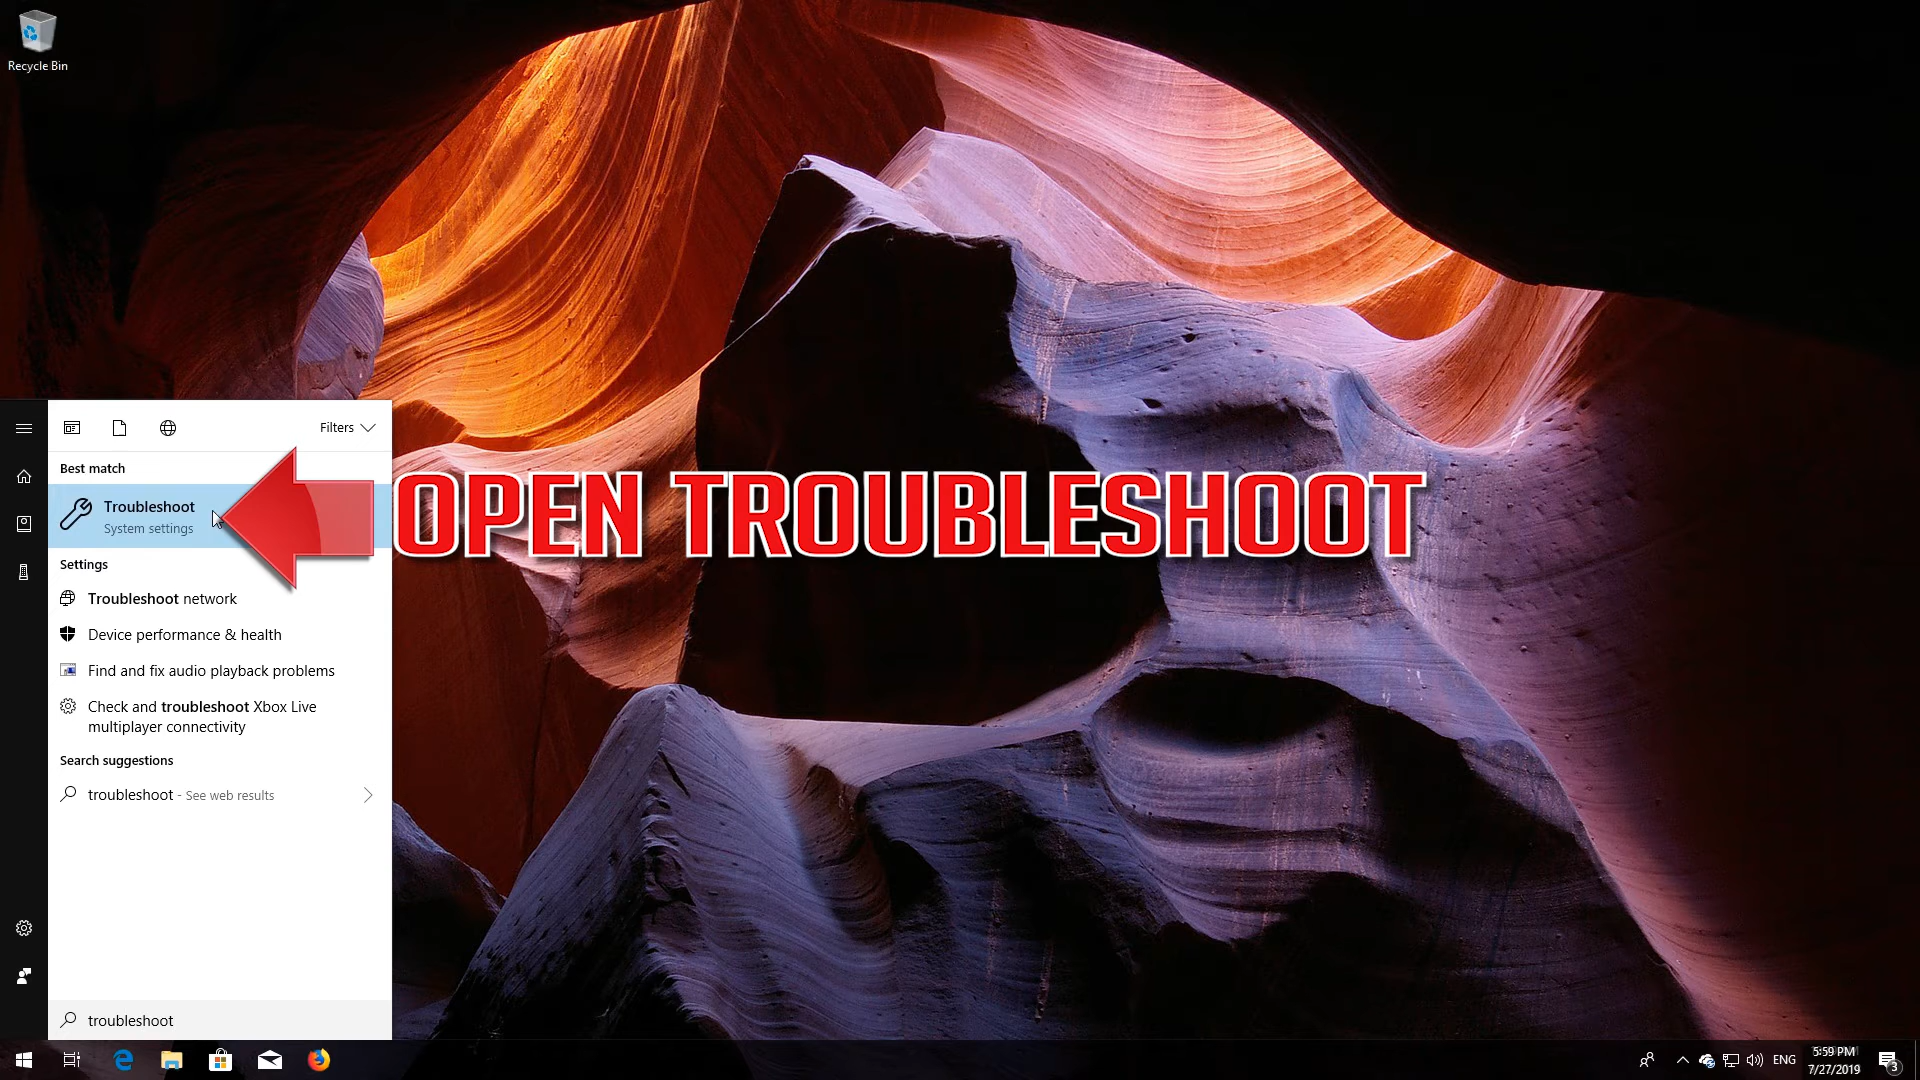 Recycle Bin
Filters
Best match
Troubleshoot
System settings
OPEN TROUBLESHOOT
Settings
Troubleshoot network
Device performance & health
Find and fix audio playback problems
Check and troubleshoot Xbox Live
multiplayer connectivity
Search suggestions
troubleshoot - See web results
troubleshoot
ENG
5:59 PM
7/27/2019
3